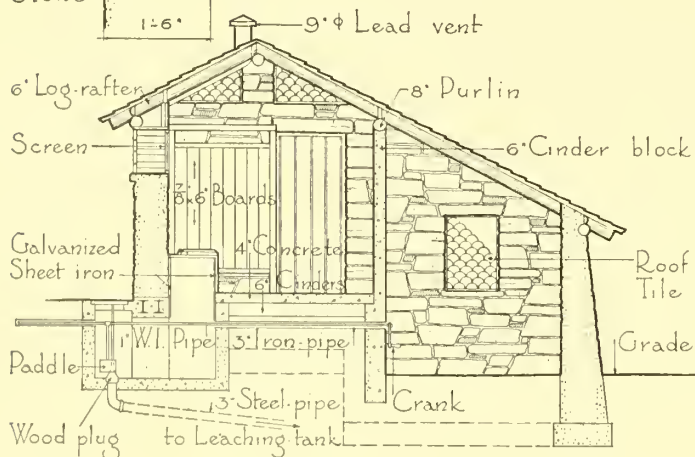 1'-6"
9" φ Lead vent
6" Log-rafter
8" Purlin
Screen
6" Cinder block
7/8 x 6" Boards
Galvanized
Sheet iron
4" Concrete
6" Cinders
Roof
Tile
1" W.I. Pipe
3" Iron-pipe
Grade
Paddle
3" Steel-pipe
Crank
Wood plug
to Leaching tank